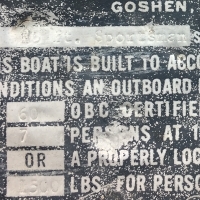 GOSHEN
S BOAT IS BUILT TO ACCO
NDITIONS AN OUTBOARD
60 O.B.C. CERTIFIE
7 PERSONS AT 1
OR A PROPERLY LOC
LBS. FOR PERSO